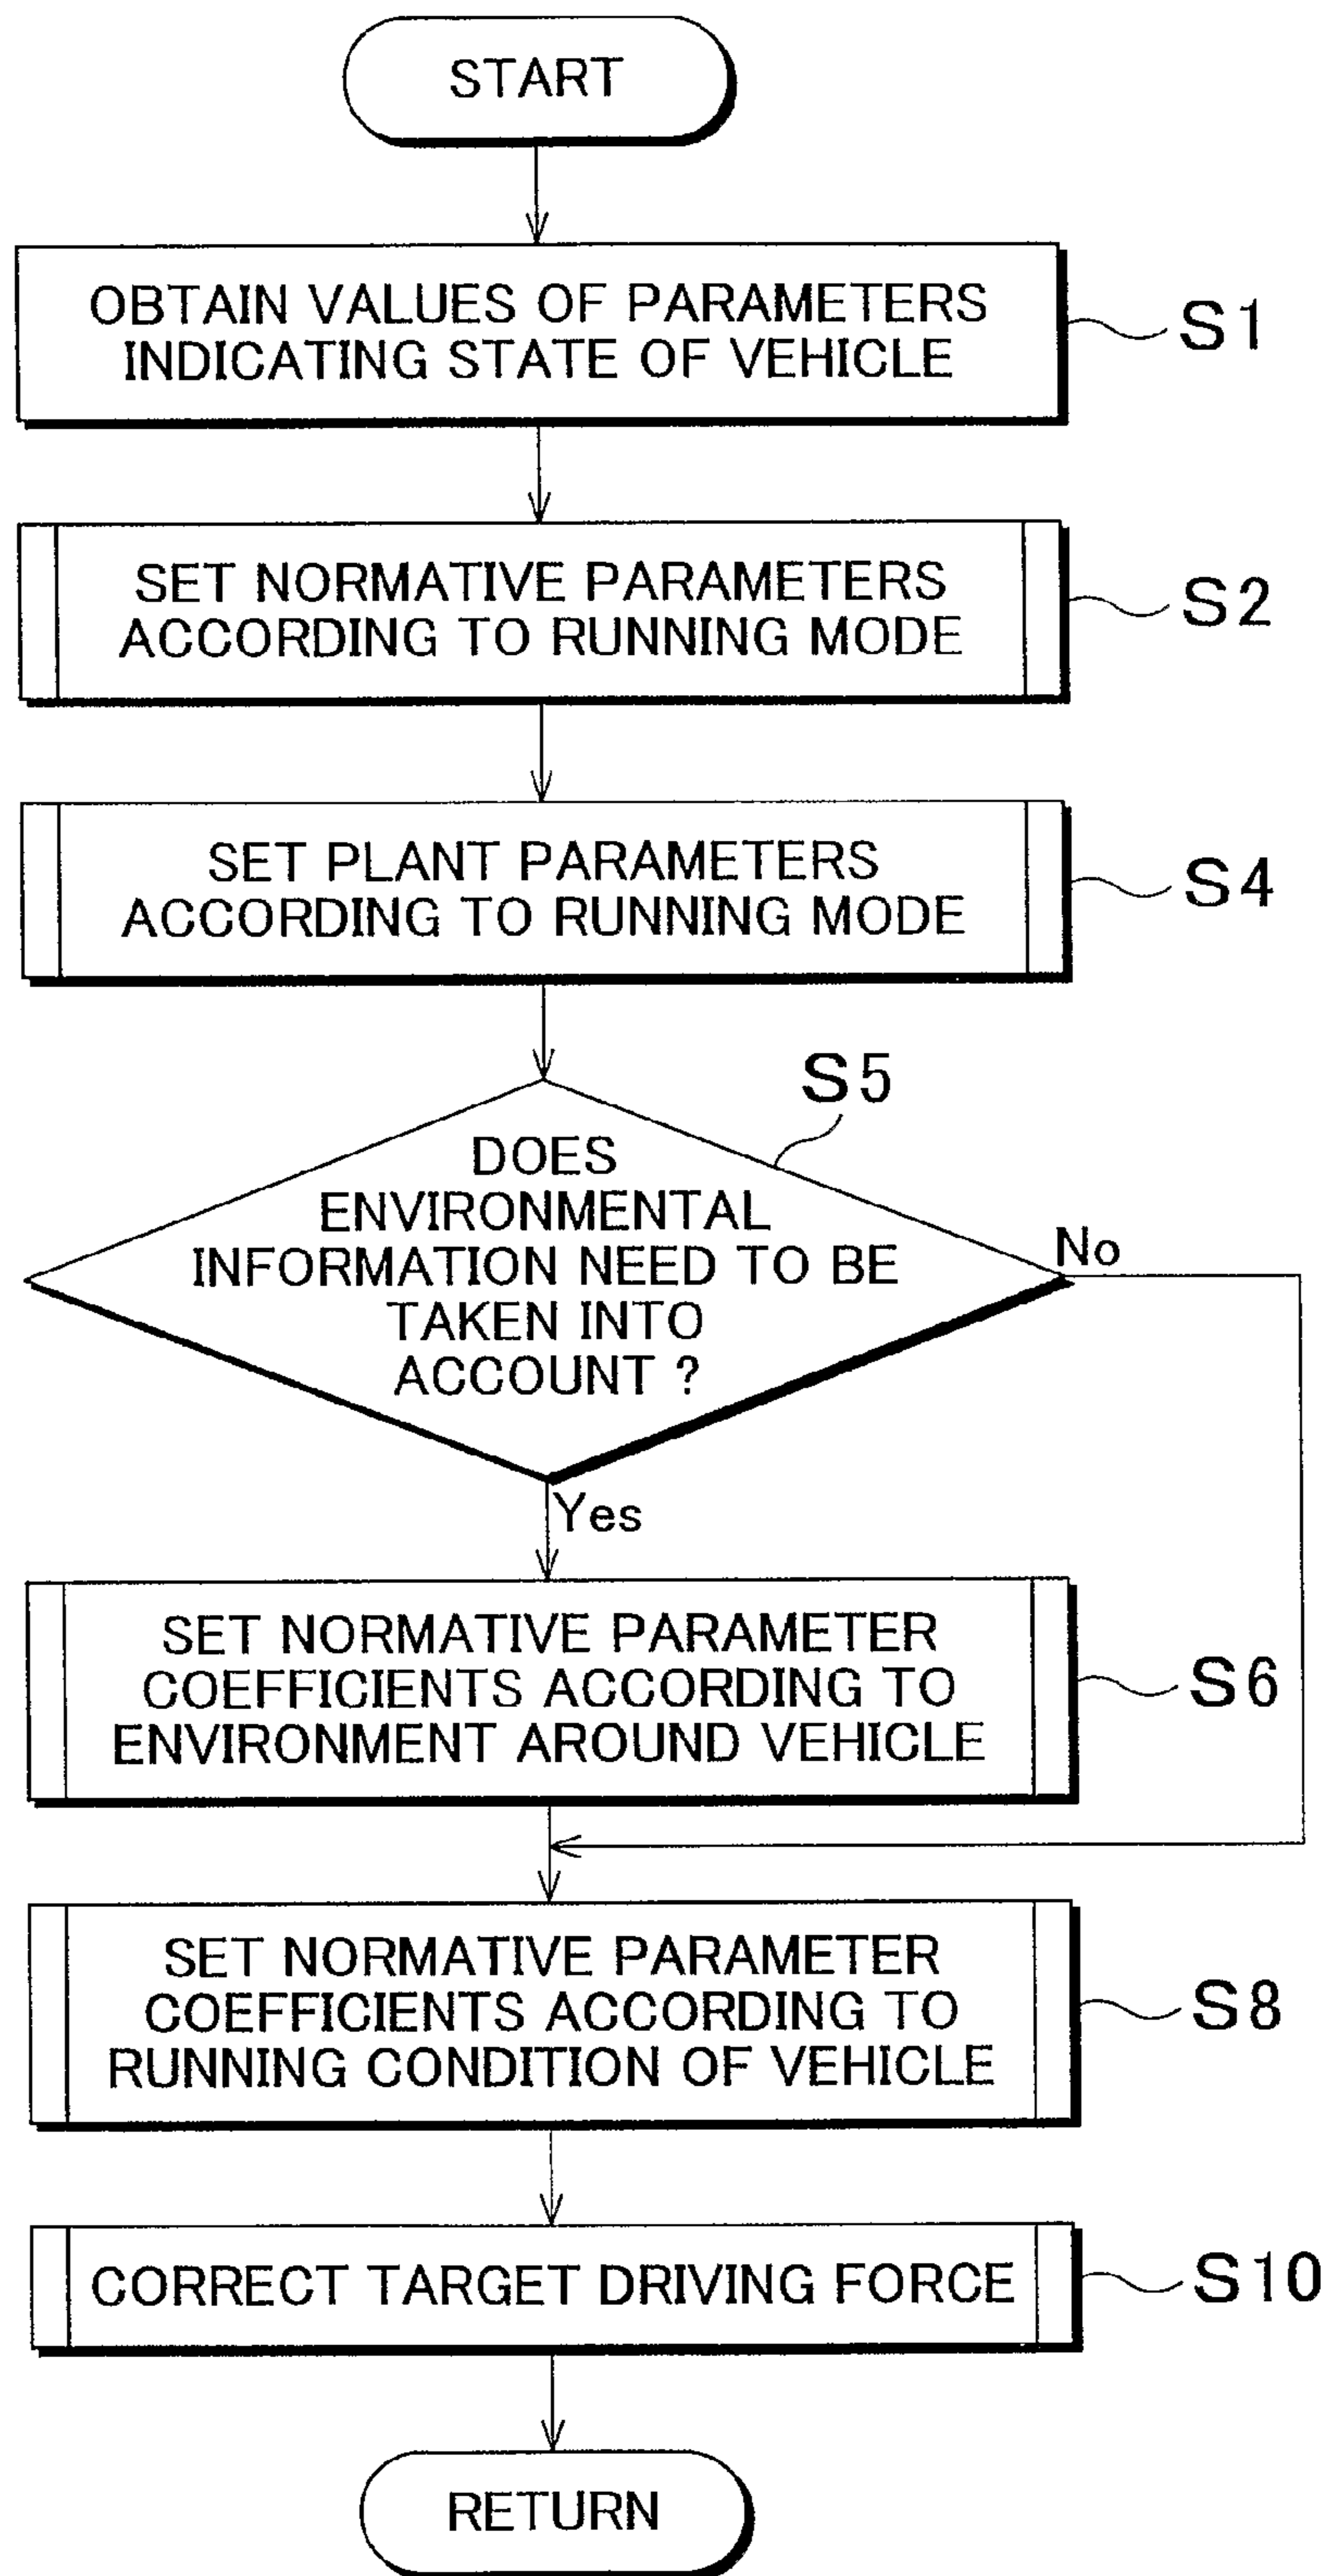 START
OBTAIN VALUES OF PARAMETERS
INDICATING STATE OF VEHICLE
S1
SET NORMATIVE PARAMETERS
ACCORDING TO RUNNING MODE
S2
SET PLANT PARAMETERS
ACCORDING TO RUNNING MODE
S4
S5
DOES
ENVIRONMENTAL
INFORMATION NEED TO BE
TAKEN INTO
ACCOUNT ?
No
Yes
SET NORMATIVE PARAMETER
COEFFICIENTS ACCORDING TO
ENVIRONMENT AROUND VEHICLE
S6
SET NORMATIVE PARAMETER
COEFFICIENTS ACCORDING TO
RUNNING CONDITION OF VEHICLE
S8
CORRECT TARGET DRIVING FORCE
S10
RETURN